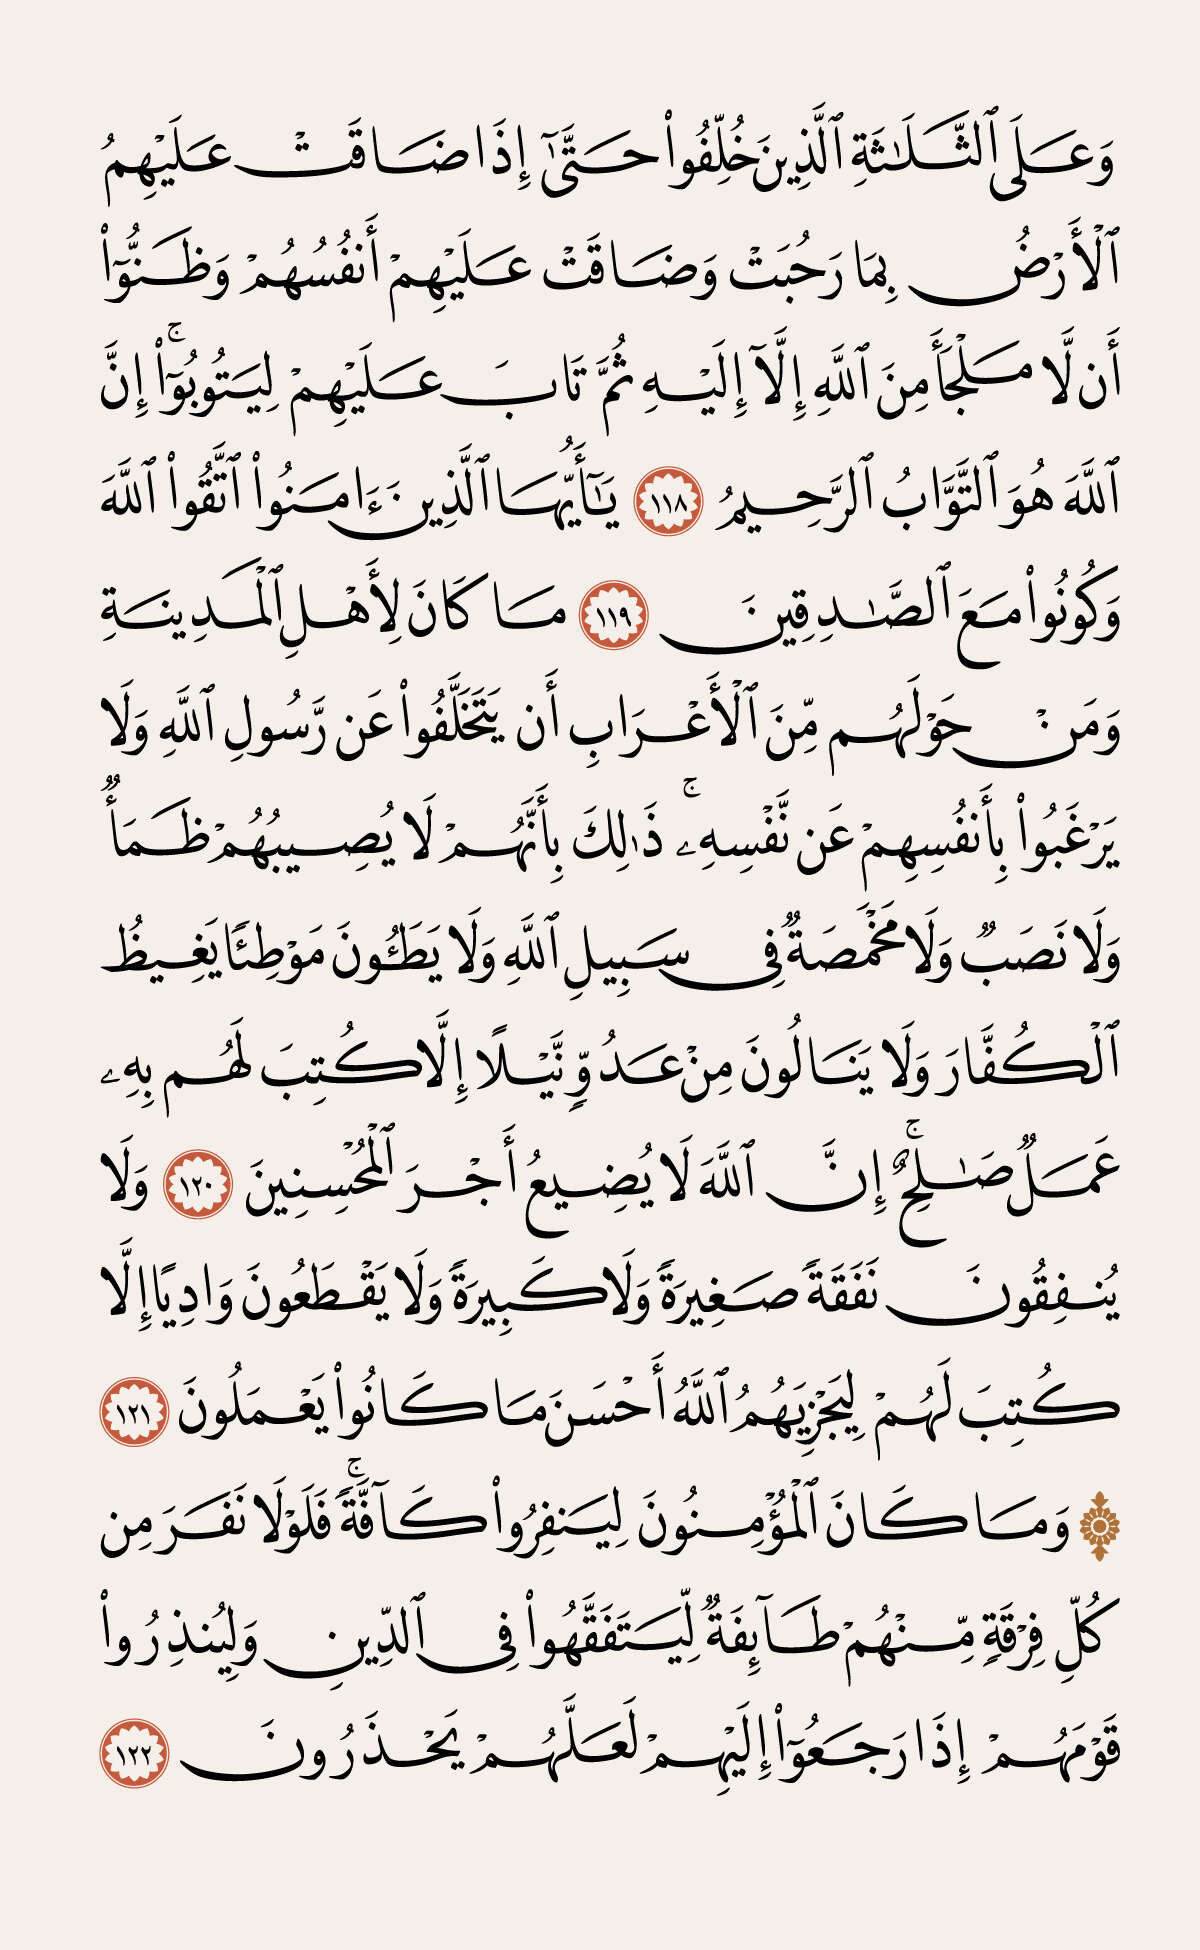 وَعَلَى ٱلثَّلَـٰثَةِ ٱلَّذِينَ خُلِّفُوا۟ حَتَّىٰٓ إِذَا ضَاقَتْ عَلَيْهِمُ
ٱلْأَرْضُ بِمَا رَحُبَتْ وَضَاقَتْ عَلَيْهِمْ أَنفُسُهُمْ وَظَنُّوٓا۟
أَن لَّا مَلْجَأَ مِنَ ٱللَّهِ إِلَّآ إِلَيْهِ ثُمَّ تَابَ عَلَيْهِمْ لِيَتُوبُوٓا۟ ۚ إِنَّ
ٱللَّهَ هُوَ ٱلتَّوَّابُ ٱلرَّحِيمُ ١١٨ يَـٰٓأَيُّهَا ٱلَّذِينَ ءَامَنُوا۟ ٱتَّقُوا۟ ٱللَّهَ
وَكُونُوا۟ مَعَ ٱلصَّـٰدِقِينَ ١١٩ مَا كَانَ لِأَهْلِ ٱلْمَدِينَةِ
وَمَنْ حَوْلَهُم مِّنَ ٱلْأَعْرَابِ أَن يَتَخَلَّفُوا۟ عَن رَّسُولِ ٱللَّهِ وَلَا
يَرْغَبُوا۟ بِأَنفُسِهِمْ عَن نَّفْسِهِۦ ۚ ذَٰلِكَ بِأَنَّهُمْ لَا يُصِيبُهُمْ ظَمَأٌ
وَلَا نَصَبٌ وَلَا مَخْمَصَةٌ فِى سَبِيلِ ٱللَّهِ وَلَا يَطَـُٔونَ مَوْطِئًا يَغِيظُ
ٱلْكُفَّارَ وَلَا يَنَالُونَ مِنْ عَدُوٍّ نَّيْلًا إِلَّا كُتِبَ لَهُم بِهِۦ
عَمَلٌ صَـٰلِحٌ ۚ إِنَّ ٱللَّهَ لَا يُضِيعُ أَجْرَ ٱلْمُحْسِنِينَ ١٢٠ وَلَا
يُنفِقُونَ نَفَقَةً صَغِيرَةً وَلَا كَبِيرَةً وَلَا يَقْطَعُونَ وَادِيًا إِلَّا
كُتِبَ لَهُمْ لِيَجْزِيَهُمُ ٱللَّهُ أَحْسَنَ مَا كَانُوا۟ يَعْمَلُونَ ١٢١
۞ وَمَا كَانَ ٱلْمُؤْمِنُونَ لِيَنفِرُوا۟ كَآفَّةً ۚ فَلَوْلَا نَفَرَ مِن
كُلِّ فِرْقَةٍ مِّنْهُمْ طَآئِفَةٌ لِّيَتَفَقَّهُوا۟ فِى ٱلدِّينِ وَلِيُنذِرُوا۟
قَوْمَهُمْ إِذَا رَجَعُوٓا۟ إِلَيْهِمْ لَعَلَّهُمْ يَحْذَرُونَ ١٢٢